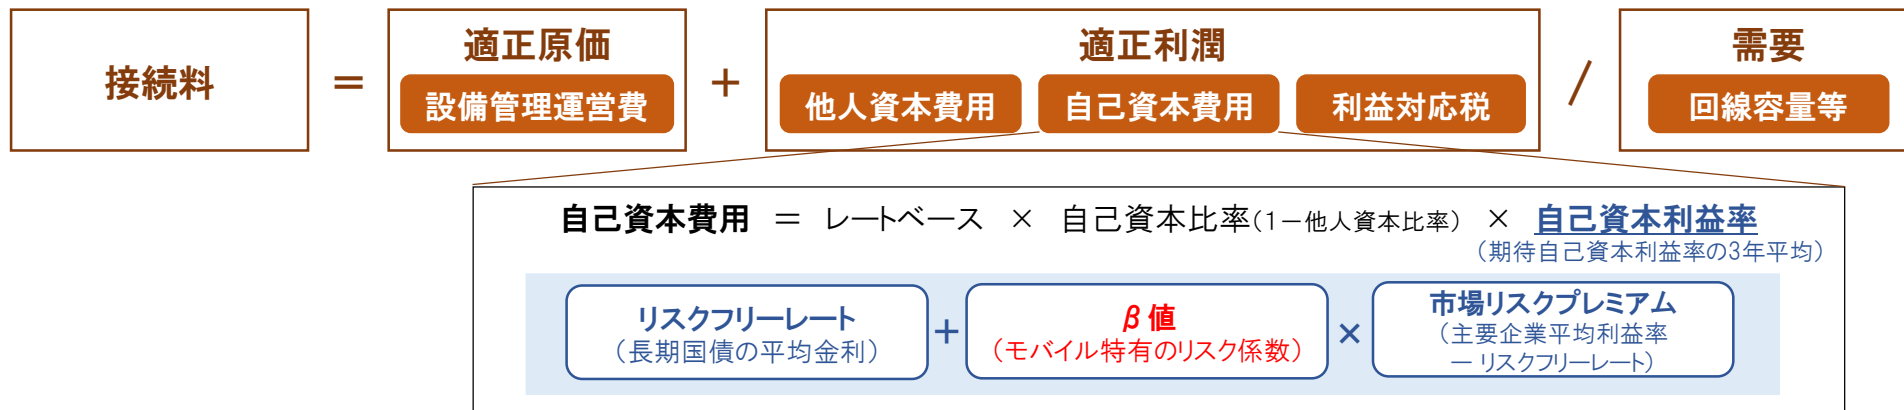 接続料
＝
適正原価
設備管理運営費
＋
適正利潤
他人資本費用
自己資本費用
利益対応税
/
需要
回線容量等
自己資本費用 ＝ レートベース × 自己資本比率(1－他人資本比率) × 自己資本利益率
（期待自己資本利益率の3年平均）
リスクフリーレート
（長期国債の平均金利）
＋
β値
（モバイル特有のリスク係数）
×
市場リスクプレミアム
（主要企業平均利益率
－リスクフリーレート）